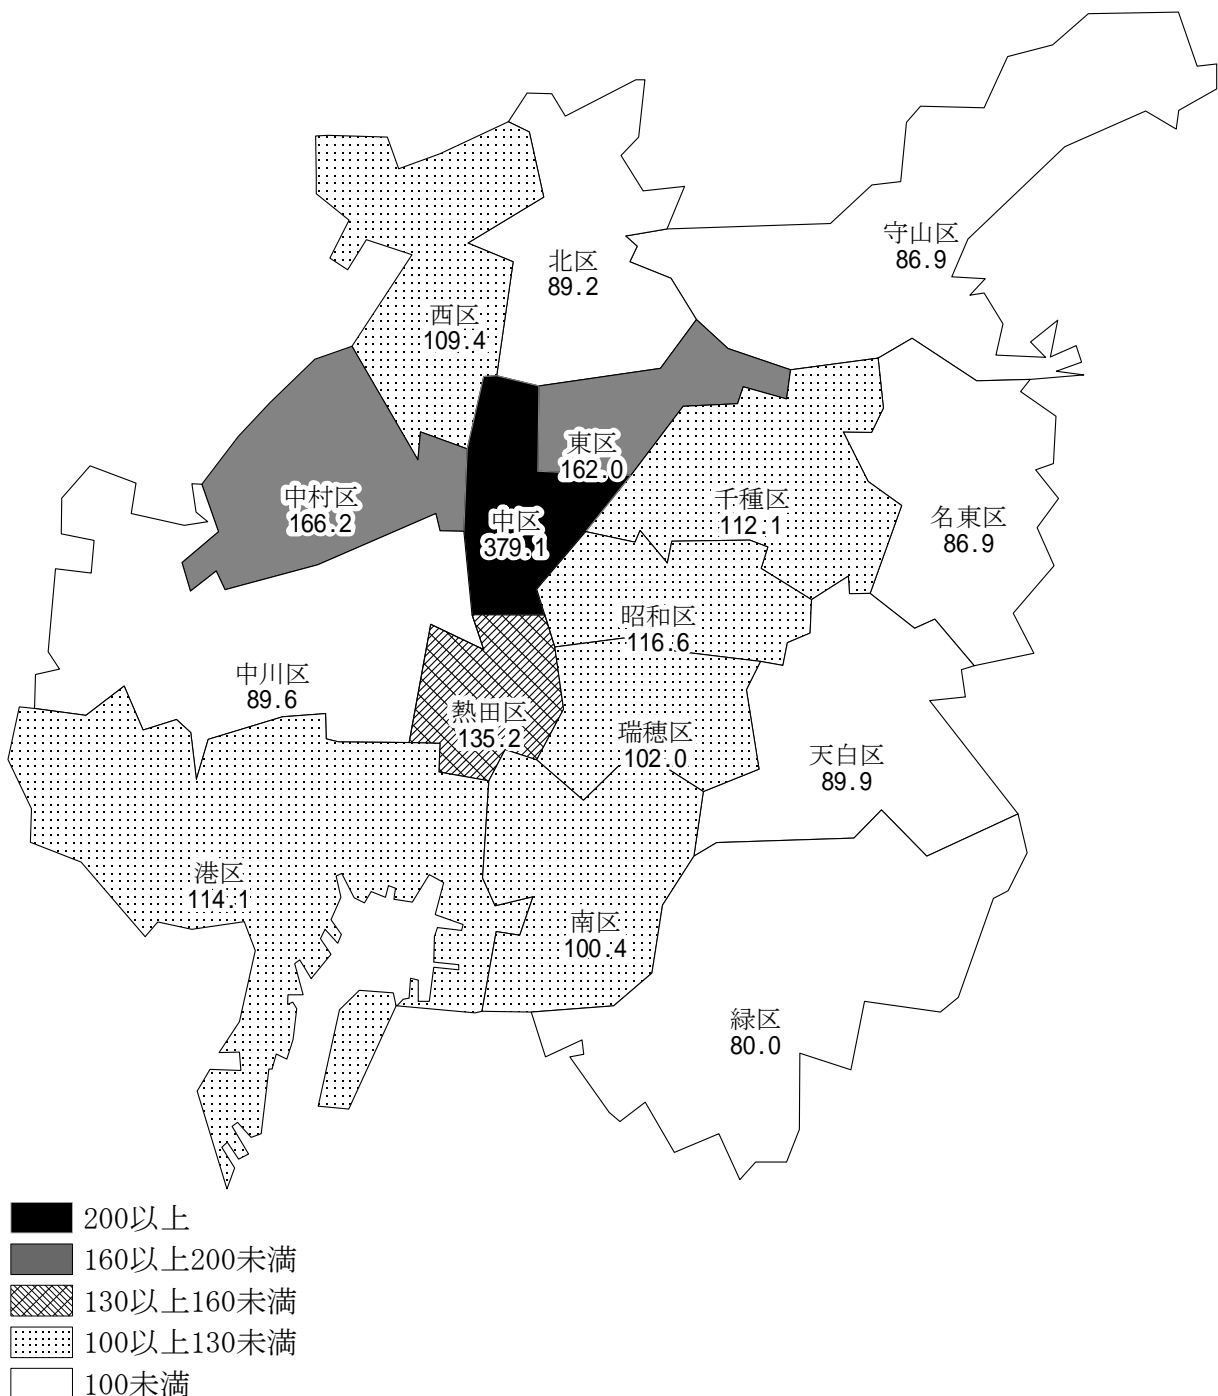 守山区
86.9
北区
89.2
西区
109.4
東区
162.0
中村区
166.2
中区
379.1
千種区
112.1
名東区
86.9
昭和区
116.6
中川区
89.6
熱田区
135.2
瑞穂区
102.0
天白区
89.9
港区
114.1
南区
100.4
緑区
80.0
200以上
160以上200未満
130以上160未満
100以上130未満
100未満